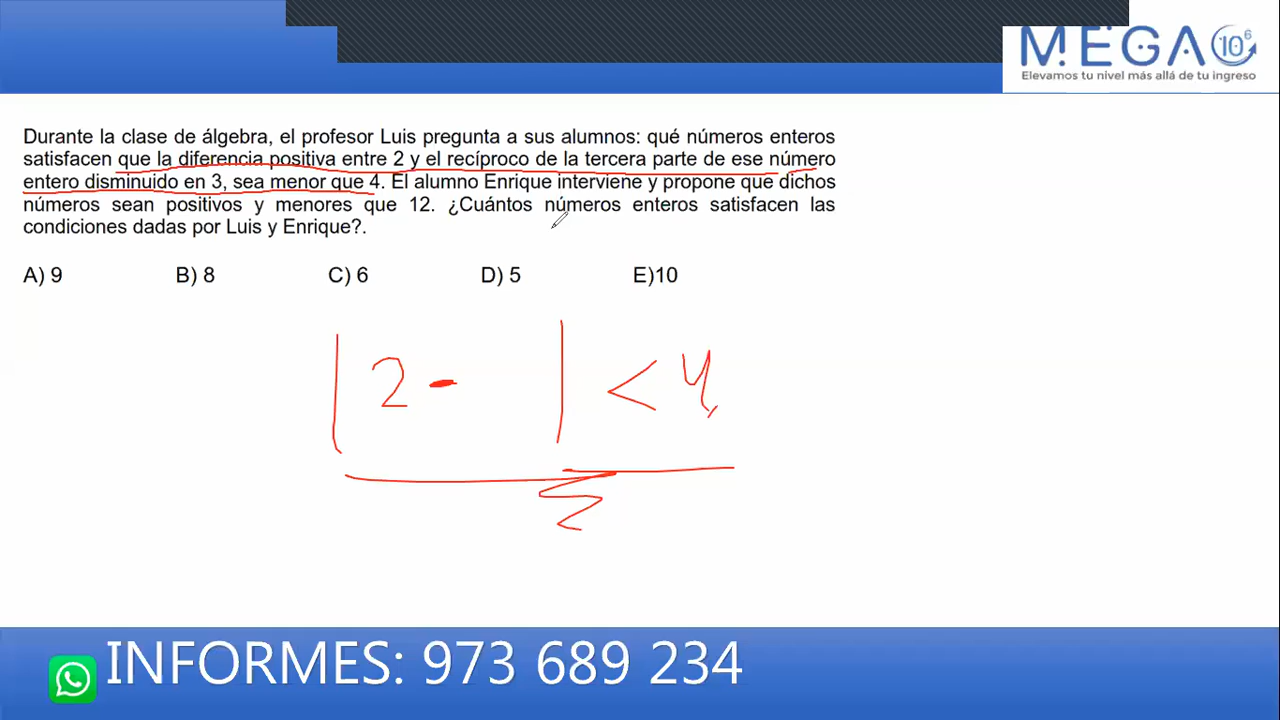 MEGA 10⁶
Elevamos tu nivel más allá de tu ingreso
Durante la clase de álgebra, el profesor Luis pregunta a sus alumnos: qué números enteros
satisfacen que la diferencia positiva entre 2 y el recíproco de la tercera parte de ese número
entero disminuido en 3, sea menor que 4. El alumno Enrique interviene y propone que dichos
números sean positivos y menores que 12. ¿Cuántos números enteros satisfacen las
condiciones dadas por Luis y Enrique?.
A) 9 B) 8 C) 6 D) 5 E)10
| 2 - | < 4
INFORMES: 973 689 234